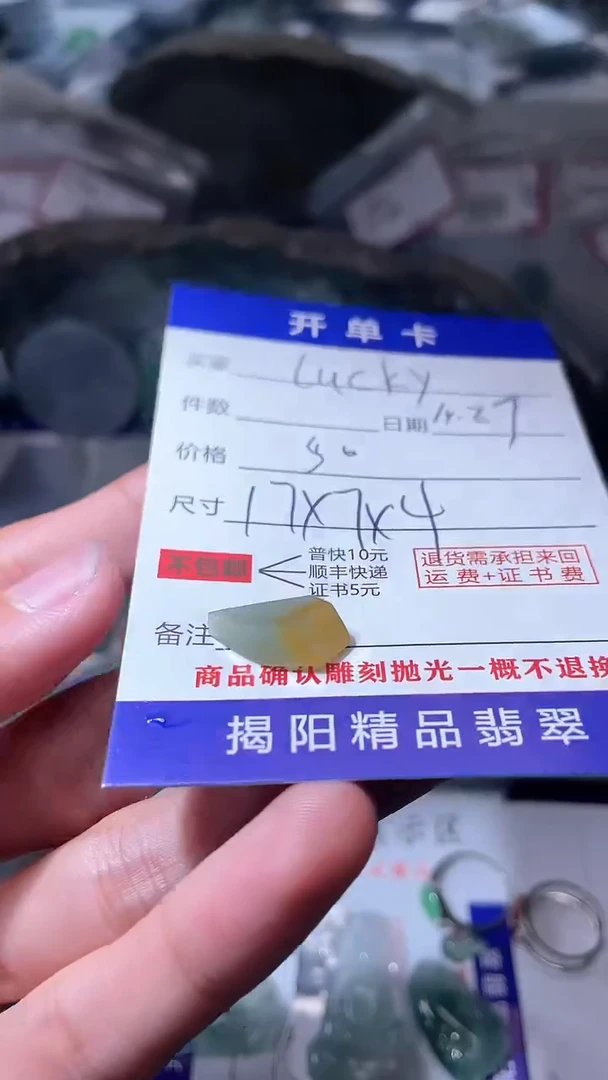 开单卡
买家 Lucky
件数 日期 14.27
价格 50
尺寸 17X7X4
不包邮 普快10元
顺丰快递
证书5元
退货需承担来回
运费+证书费
备注
商品确认雕刻抛光一概不退换
揭阳精品翡翠